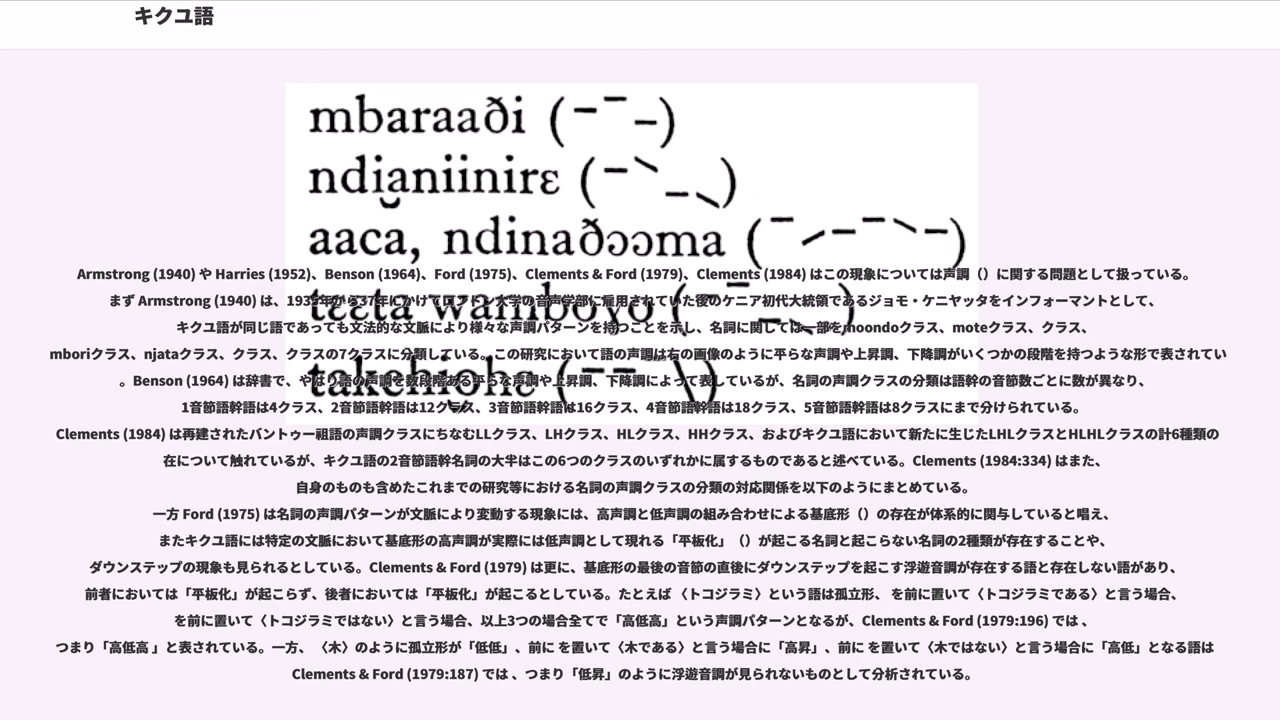 キクユ語
mbaraaði (– ¯ –)
ndi̯aniinirɛ (– \ _ \)
aaca, ndinaðɔɔma (¯ / – ¯ \ –)
Armstrong (1940) や Harries (1952)、Benson (1964)、Ford (1975)、Clements & Ford (1979)、Clements (1984) はこの現象については声調（）に関する問題として扱っている。
まず Armstrong (1940) は、1935年から37年にかけてロンドン大学の音声学部に雇用されていた後のケニア初代大統領であるジョモ・ケニヤッタをインフォーマントとして、
tɛɛta wamboɣo
キクユ語が同じ語であっても文法的な文脈により様々な声調パターンを持つことを示し、名詞に関しては一部をmoondoクラス、moteクラス、クラス、
mboriクラス、njataクラス、クラス、クラスの7クラスに分類している。この研究において語の声調は右の画像のように平らな声調や上昇調、下降調がいくつかの段階を持つような形で表されてい
takehi̯ohɛ
。Benson (1964) は辞書で、やはり語の声調を数段階ある平らな声調や上昇調、下降調によって表しているが、名詞の声調クラスの分類は語幹の音節数ごとに数が異なり、
1音節語幹語は4クラス、2音節語幹語は12クラス、3音節語幹語は16クラス、4音節語幹語は18クラス、5音節語幹語は8クラスにまで分けられている。
Clements (1984) は再建されたバントゥー祖語の声調クラスにちなむLLクラス、LHクラス、HLクラス、HHクラス、およびキクユ語において新たに生じたLHLクラスとHLHLクラスの計6種類の
在について触れているが、キクユ語の2音節語幹名詞の大半はこの6つのクラスのいずれかに属するものであると述べている。Clements (1984:334) はまた、
自身のものも含めたこれまでの研究等における名詞の声調クラスの分類の対応関係を以下のようにまとめている。
一方 Ford (1975) は名詞の声調パターンが文脈により変動する現象には、高声調と低声調の組み合わせによる基底形（）の存在が体系的に関与していると唱え、
またキクユ語には特定の文脈において基底形の高声調が実際には低声調として現れる「平板化」（）が起こる名詞と起こらない名詞の2種類が存在することや、
ダウンステップの現象も見られるとしている。Clements & Ford (1979) は更に、基底形の最後の音節の直後にダウンステップを起こす浮遊音調が存在する語と存在しない語があり、
前者においては「平板化」が起こらず、後者においては「平板化」が起こるとしている。たとえば 〈トコジラミ〉という語は孤立形、 を前に置いて〈トコジラミである〉と言う場合、
を前に置いて〈トコジラミではない〉と言う場合、以上3つの場合全てで「高低高」という声調パターンとなるが、Clements & Ford (1979:196) では 、
つまり「高低高 」と表されている。一方、 〈木〉のように孤立形が「低低」、前に を置いて〈木である〉と言う場合に「高昇」、前に を置いて〈木ではない〉と言う場合に「高低」となる語は
Clements & Ford (1979:187) では 、つまり「低昇」のように浮遊音調が見られないものとして分析されている。